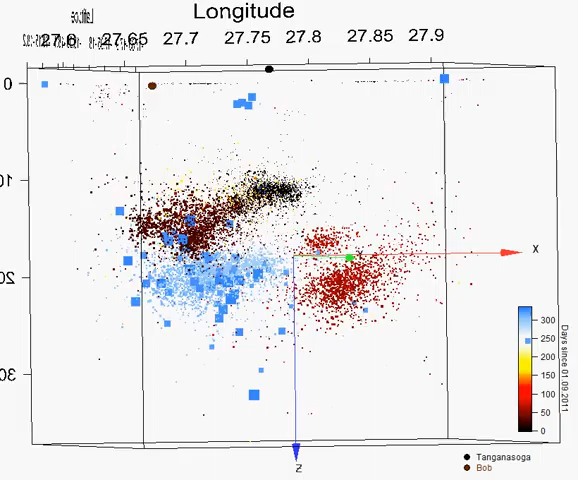 Longitude
27.6 27.65 27.7 27.75 27.8 27.85 27.9
Latitude
0
10
20
30
X
Z
300
250
200
150
100
50
0
Days since 01.09.2011
Tanganasoga
Bob